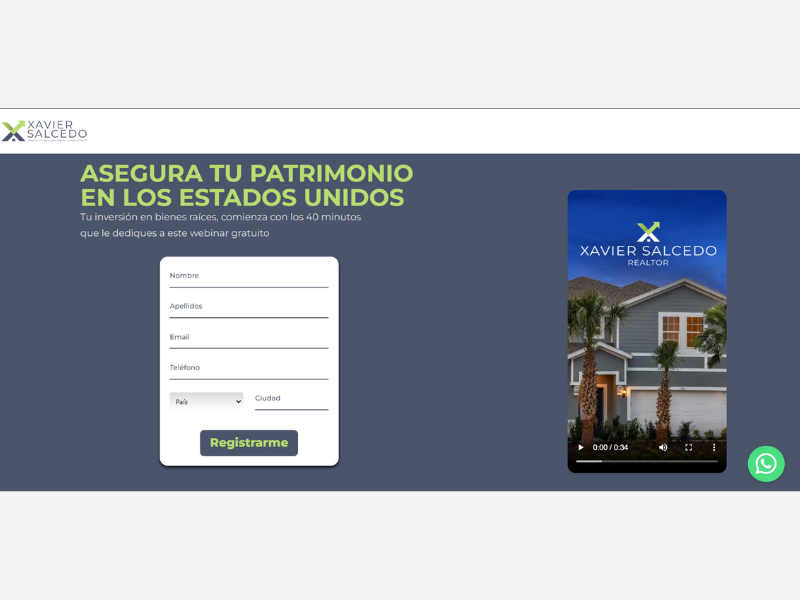 XAVIER
SALCEDO
ASEGURA TU PATRIMONIO
EN LOS ESTADOS UNIDOS
Tu inversión en bienes raíces, comienza con los 40 minutos
que le dediques a este webinar gratuito
Nombre
Apellidos
Email
Teléfono
País
Ciudad
Registrarme
XAVIER SALCEDO
REALTOR
0:00 / 0:34